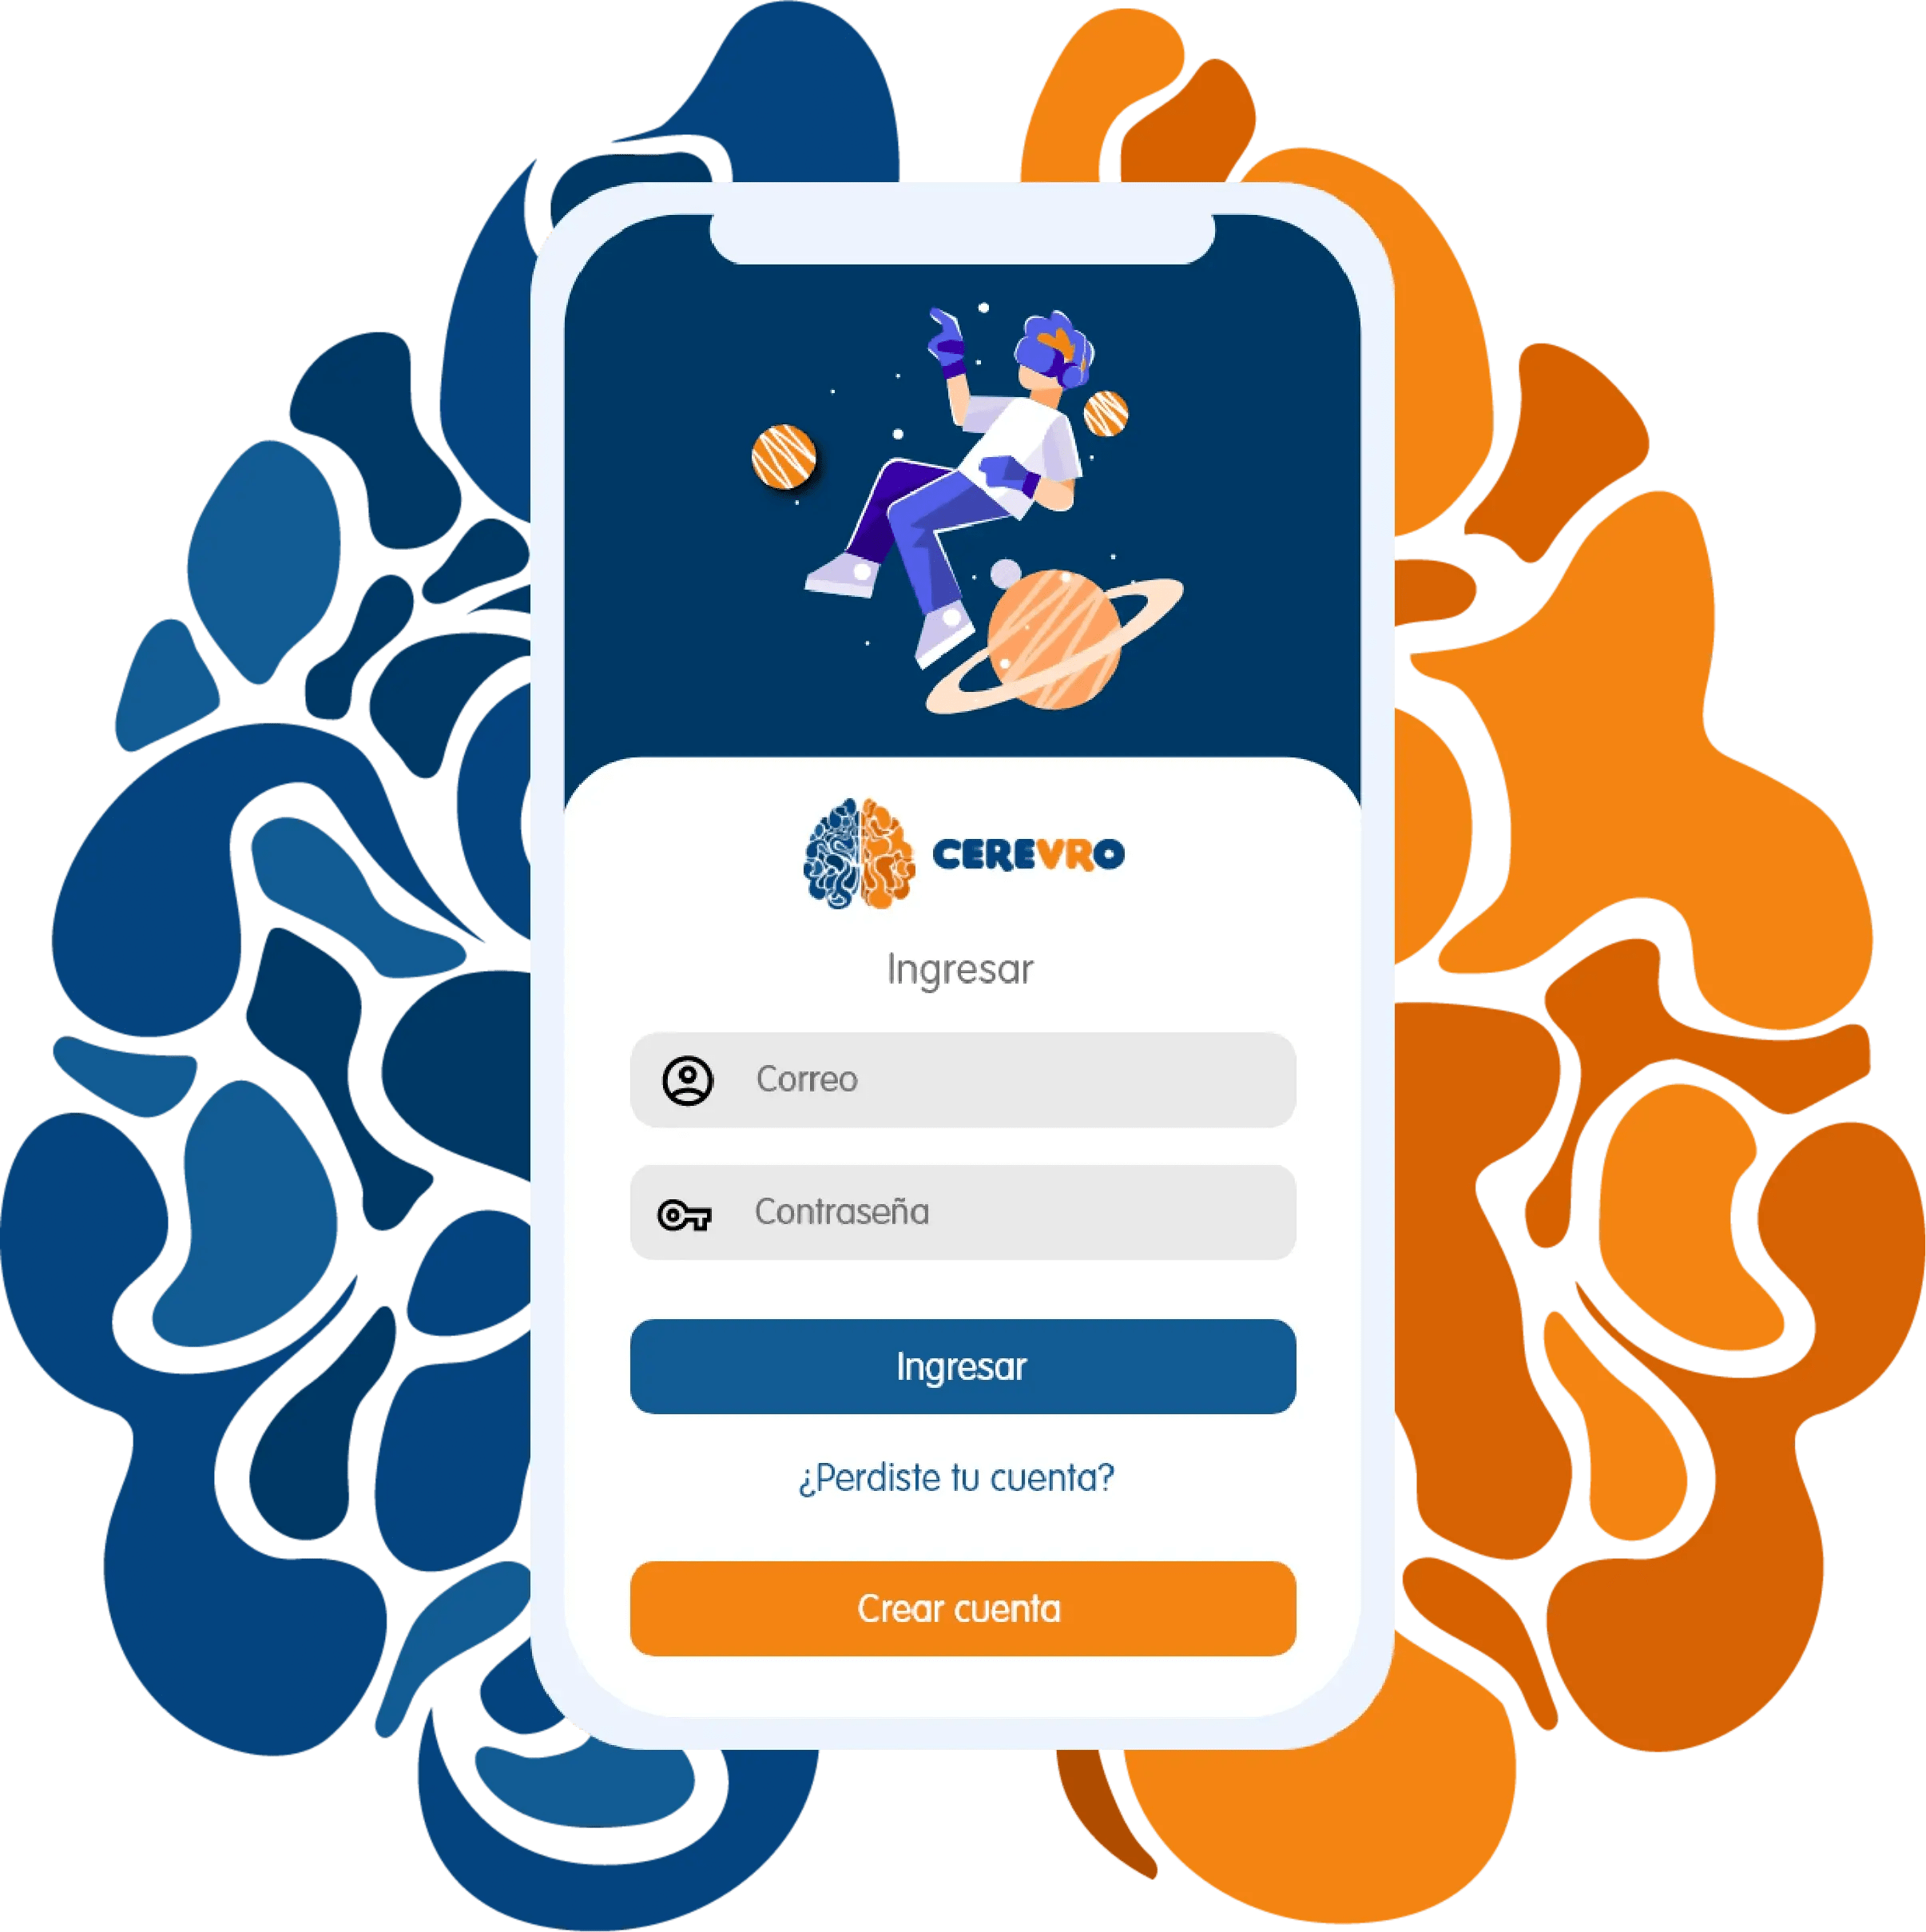 CEREVRO
Ingresar
Correo
Contraseña
Ingresar
¿Perdiste tu cuenta?
Crear cuenta